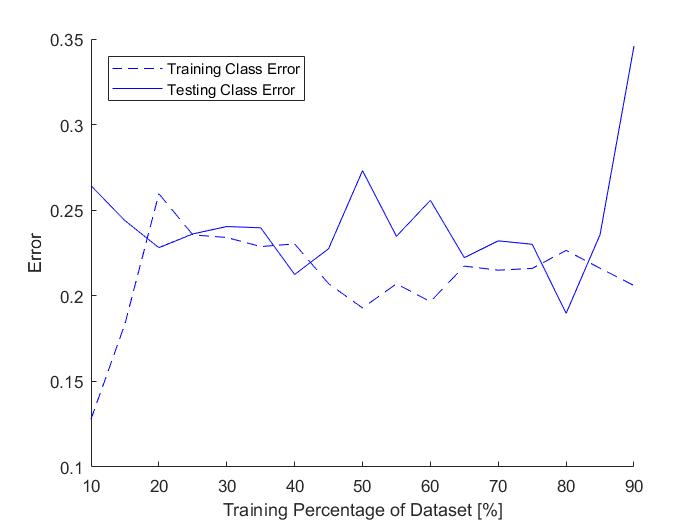 0.35
Training Class Error
Testing Class Error
0.3
0.25
Error
0.2
0.15
0.1
10 20 30 40 50 60 70 80 90
Training Percentage of Dataset [%]